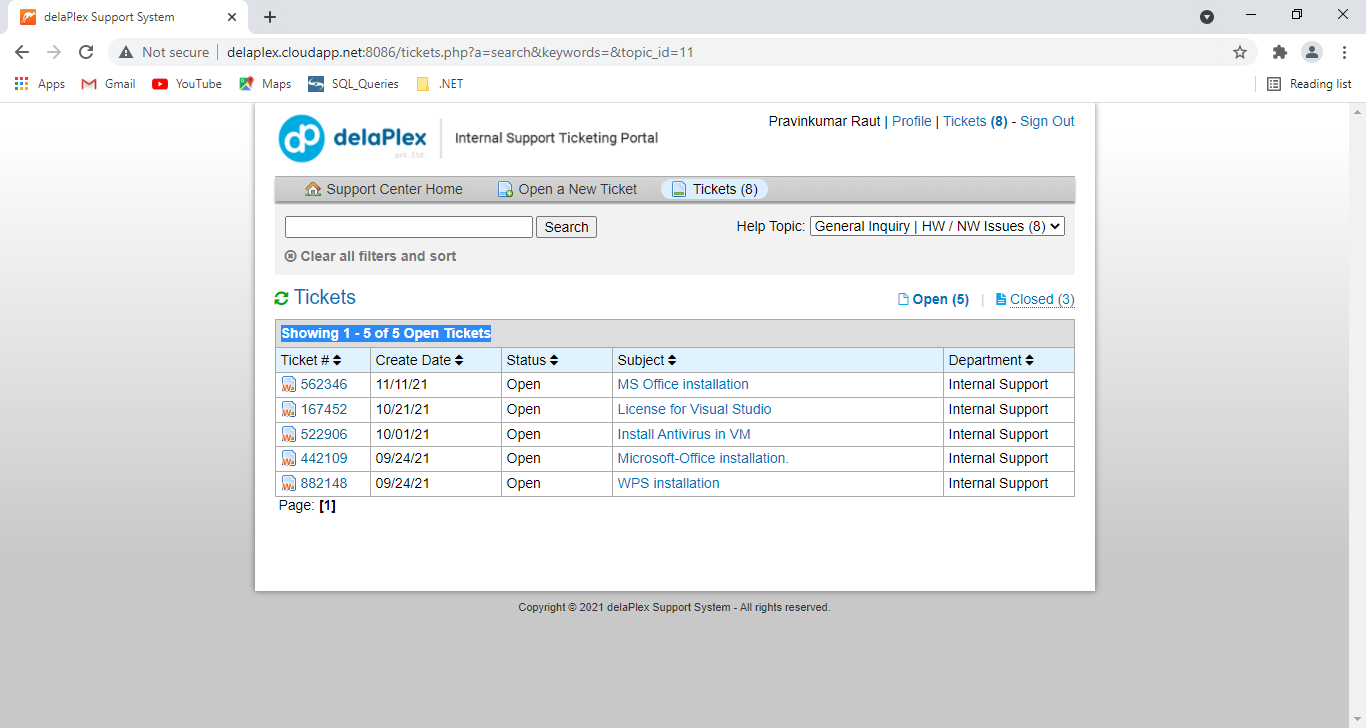 delaPlex Support System
Not secure | delaplex.cloudapp.net:8086/tickets.php?a=search&keywords=&topic_id=11
Apps Gmail YouTube Maps SQL_Queries .NET Reading list
dp delaPlex pvt.ltd. Internal Support Ticketing Portal
Pravinkumar Raut | Profile | Tickets (8) - Sign Out
Support Center Home Open a New Ticket Tickets (8)
Search Help Topic: General Inquiry | HW / NW Issues (8)
Clear all filters and sort
Tickets Open (5) | Closed (3)
Showing 1 - 5 of 5 Open Tickets
Ticket # Create Date Status Subject Department
562346 11/11/21 Open MS Office installation Internal Support
167452 10/21/21 Open License for Visual Studio Internal Support
522906 10/01/21 Open Install Antivirus in VM Internal Support
442109 09/24/21 Open Microsoft-Office installation. Internal Support
882148 09/24/21 Open WPS installation Internal Support
Page: [1]
Copyright © 2021 delaPlex Support System - All rights reserved.